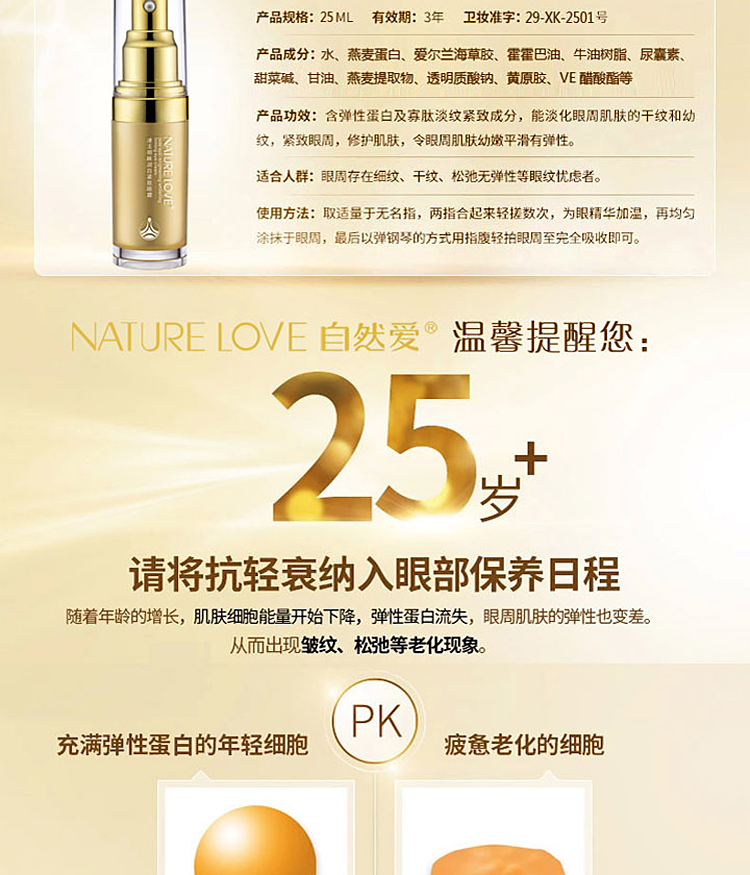 产品规格：25ML 有效期：3年 卫妆准字：29-XK-2501号
产品成分：水、燕麦蛋白、爱尔兰海草胶、霍霍巴油、牛油树脂、尿囊素、
甜菜碱、甘油、燕麦提取物、透明质酸钠、黄原胶、VE 醋酸酯等
产品功效：含弹性蛋白及寡肽淡纹紧致成分，能淡化眼周肌肤的干纹和幼
纹，紧致眼周，修护肌肤，令眼周肌肤幼嫩平滑有弹性。
适合人群：眼周存在细纹、干纹、松弛无弹性等眼纹忧虑者。
使用方法：取适量于无名指，两指合起来轻搓数次，为眼精华加温，再均匀
涂抹于眼周，最后以弹钢琴的方式用指腹轻拍眼周至完全吸收即可。
NATURE LOVE
NATURE LOVE 自然爱® 温馨提醒您：
25岁+
请将抗轻衰纳入眼部保养日程
随着年龄的增长，肌肤细胞能量开始下降，弹性蛋白流失，眼周肌肤的弹性也变差。
从而出现皱纹、松弛等老化现象。
PK
充满弹性蛋白的年轻细胞
疲惫老化的细胞